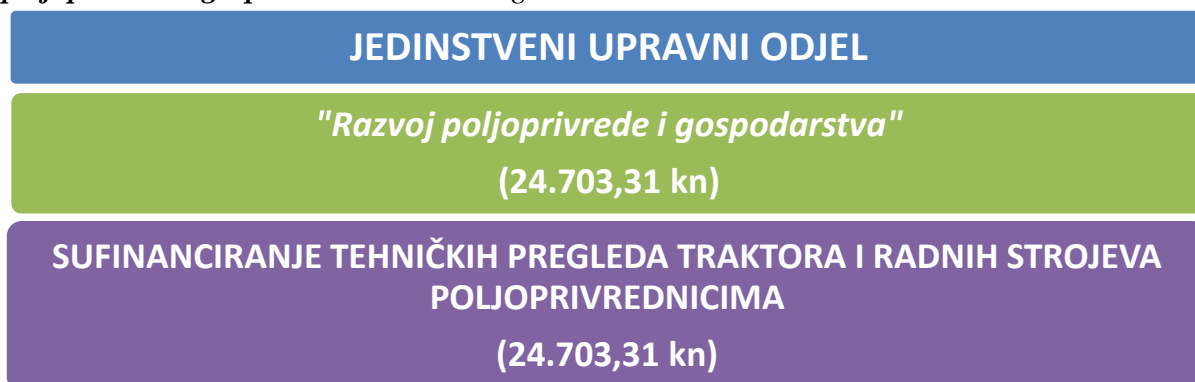 JEDINSTVENI UPRAVNI ODJEL
"Razvoj poljoprivrede i gospodarstva"
(24.703,31 kn)
SUFINANCIRANJE TEHNIČKIH PREGLEDA TRAKTORA I RADNIH STROJEVA
POLJOPRIVREDNICIMA
(24.703,31 kn)